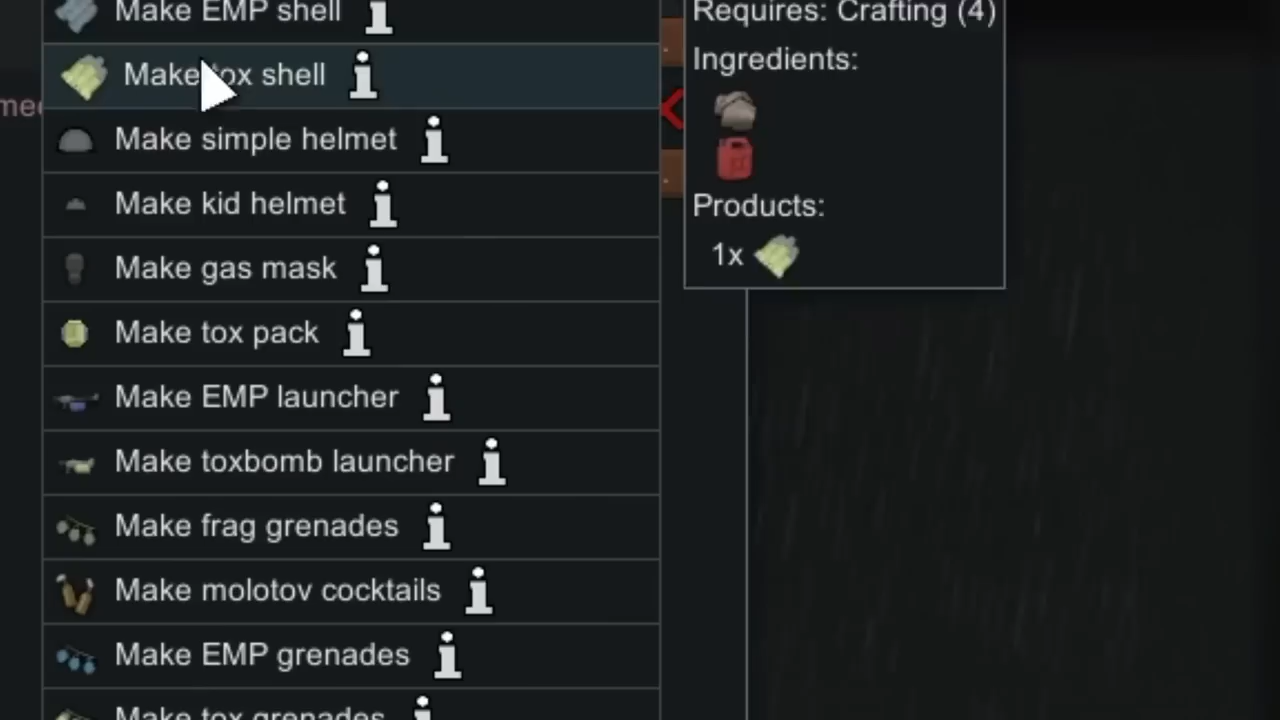 Make EMP shell
Make tox shell
Make simple helmet
Make kid helmet
Make gas mask
Make tox pack
Make EMP launcher
Make toxbomb launcher
Make frag grenades
Make molotov cocktails
Make EMP grenades
Make tox grenades
Requires: Crafting (4)
Ingredients:
Products:
1x